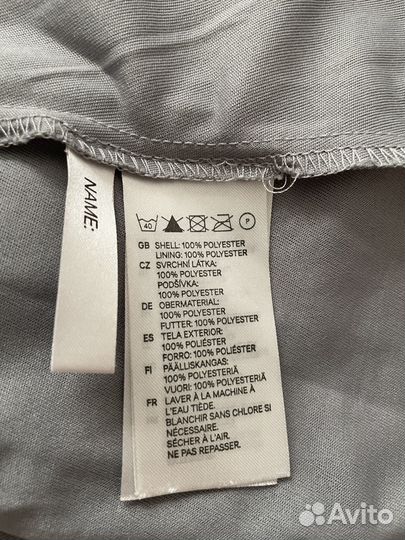 NAME:
40 P
GB SHELL: 100% POLYESTER
LINING: 100% POLYESTER
CZ SVRCHNÍ LÁTKA:
100% POLYESTER
PODŠÍVKA:
100% POLYESTER
DE OBERMATERIAL:
100% POLYESTER
FUTTER: 100% POLYESTER
ES TELA EXTERIOR:
100% POLIÉSTER
FORRO: 100% POLIÉSTER
FI PÄÄLLISKANGAS:
100% POLYESTERIÄ
VUORI: 100% POLYESTERIÄ
FR LAVER À LA MACHINE À
L'EAU TIÈDE.
BLANCHIR SANS CHLORE SI
NÉCESSAIRE.
SÉCHER À L'AIR.
NE PAS REPASSER.
Avito